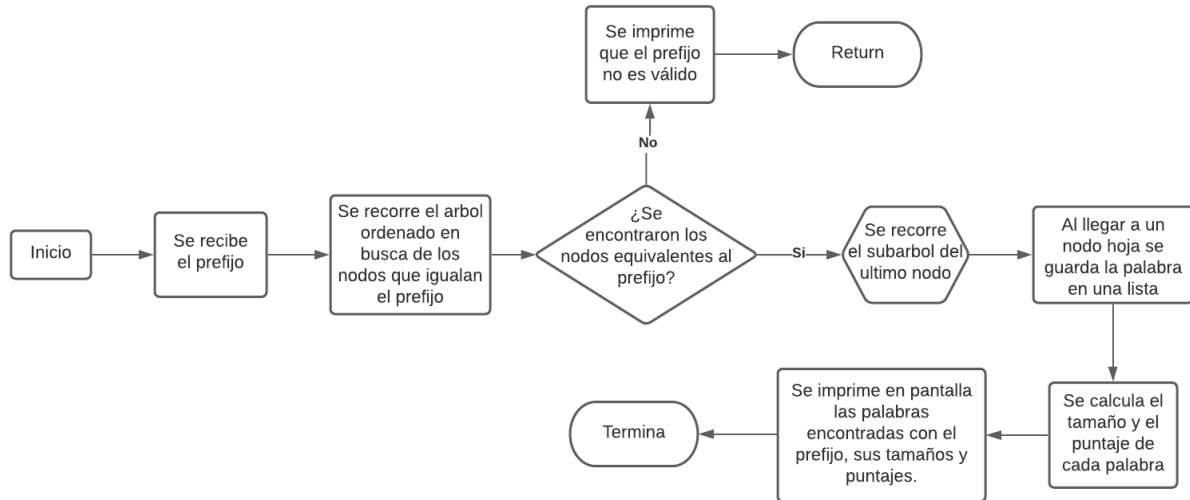 Inicio
Se recibe
el prefijo
Se recorre el arbol
ordenado en
busca de los
nodos que igualan
el prefijo
¿Se
encontraron los
nodos equivalentes al
prefijo?
No
Se imprime
que el prefijo
no es válido
Return
Si
Se recorre
el subarbol del
ultimo nodo
Al llegar a un
nodo hoja se
guarda la palabra
en una lista
Se calcula el
tamaño y el
puntaje de
cada palabra
Se imprime en pantalla
las palabras
encontradas con el
prefijo, sus tamaños y
puntajes.
Termina